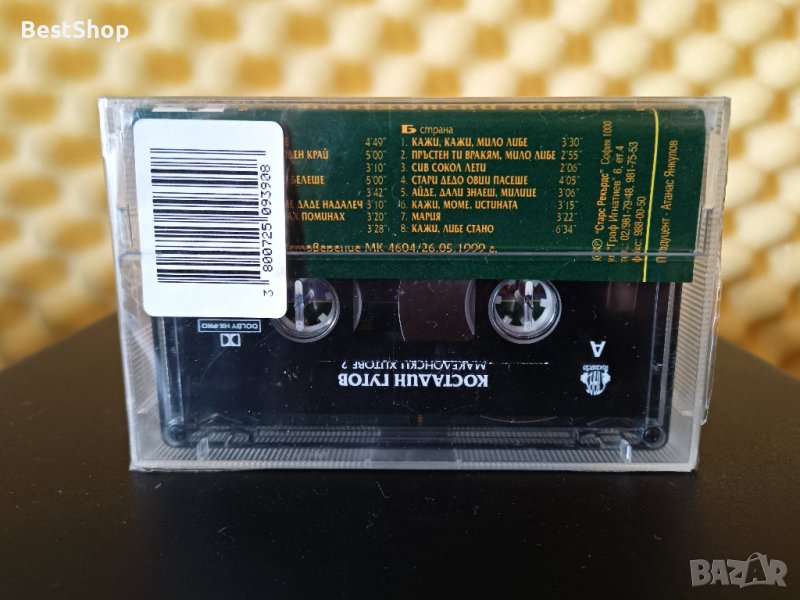 BestShop
Б страна
4'49"
1. КАЖИ, КАЖИ, МИЛО ЛИБЕ 3'30
ДЕН КРАЙ 5'00"
2. ПРЪСТЕН ТИ ВРАКЯМ, МИЛО ЛИБЕ 2'55"
3'10"
3. СИВ СОКОЛ ЛЕТИ 2'06"
БЕЛЕШЕ 5'00"
4. СТАРИ ДЕДО ОВЦИ ПАСЕШЕ 4'05"
3'42"
5. АЙДЕ, ДАЛИ ЗНАЕШ, МИЛИЦЕ 3'06"
МЕ ДАДЕ НАДАЛЕЧ 3'10"
6. КАЖИ, МОМЕ, ИСТИНАТА 3'15"
АХ ПОМИНАХ 3'20"
7. МАРИЯ 3'22"
3'28"
8. КАЖИ, ЛИБЕ СТАНО 6'34"
МК 4604/26.05.1999 г.
"Старс Рекърдс" София 1000
ул. "Граф Игнатиев" 6, ет.4
тел.: 02/981-79-48, 981-75-53
факс: 988-00-50
Продуцент - Атанас Янкулов
3 800725 093908
DOLBY HX-PRO
A
КОСТАДИН ГУГОВ
МАКЕДОНСКИ ХИТОВЕ 2
BAZAR